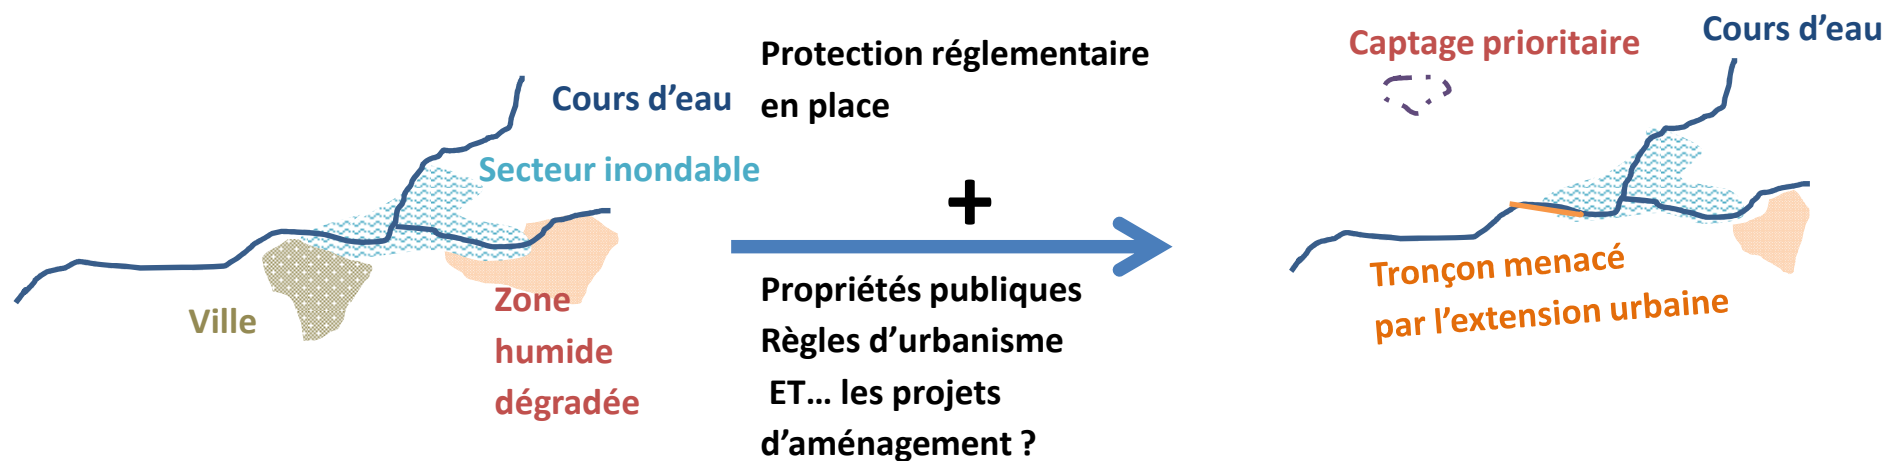 Cours d’eau
Secteur inondable
Ville
Zone
humide
dégradée
Protection réglementaire
en place
+
Propriétés publiques
Règles d’urbanisme
ET… les projets
d’aménagement ?
Captage prioritaire
Cours d’eau
Tronçon menacé
par l’extension urbaine